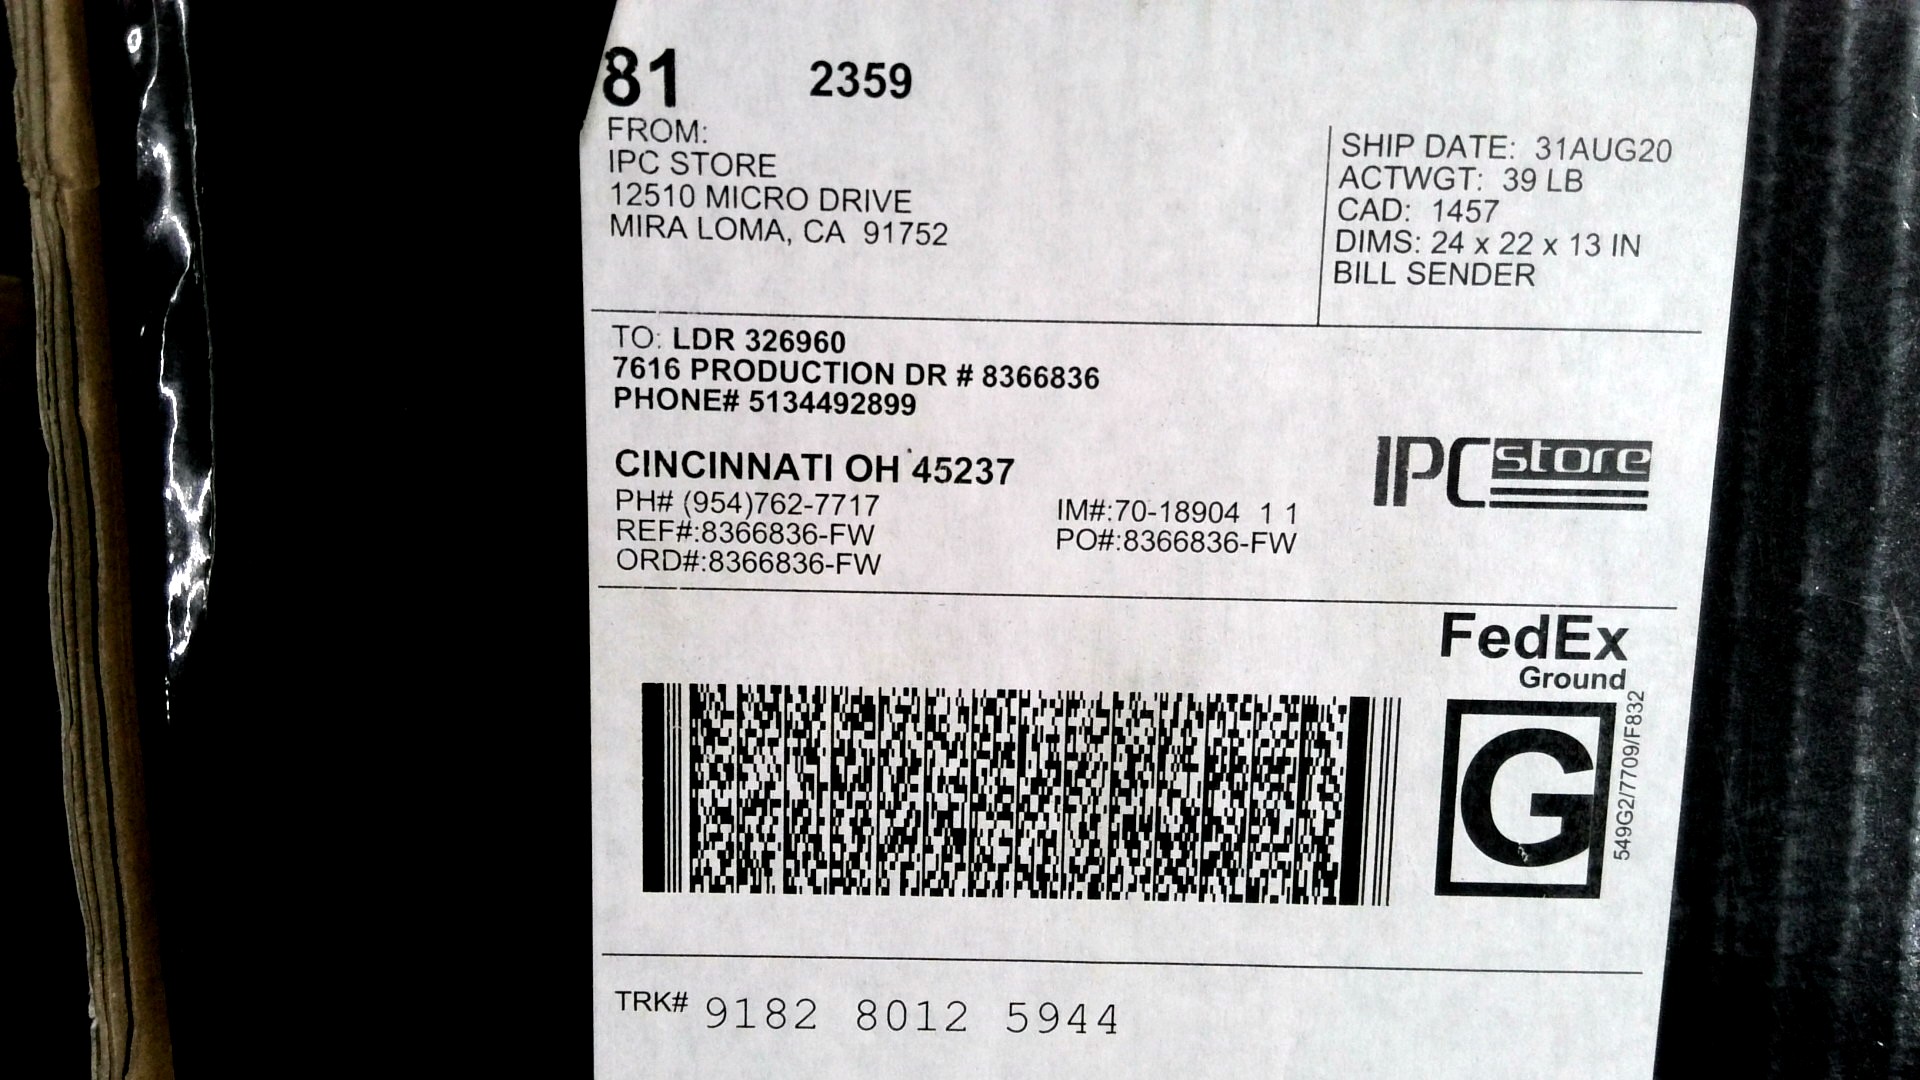 81 2359
FROM:
IPC STORE
12510 MICRO DRIVE
MIRA LOMA, CA 91752
SHIP DATE: 31AUG20
ACTWGT: 39 LB
CAD: 1457
DIMS: 24 x 22 x 13 IN
BILL SENDER
TO: LDR 326960
7616 PRODUCTION DR # 8366836
PHONE# 5134492899
CINCINNATI OH 45237
PH# (954)762-7717
REF#:8366836-FW
ORD#:8366836-FW
IM#:70-18904 1 1
PO#:8366836-FW
IPC store
FedEx
Ground
G
549G2/7709/F832
TRK# 9182 8012 5944